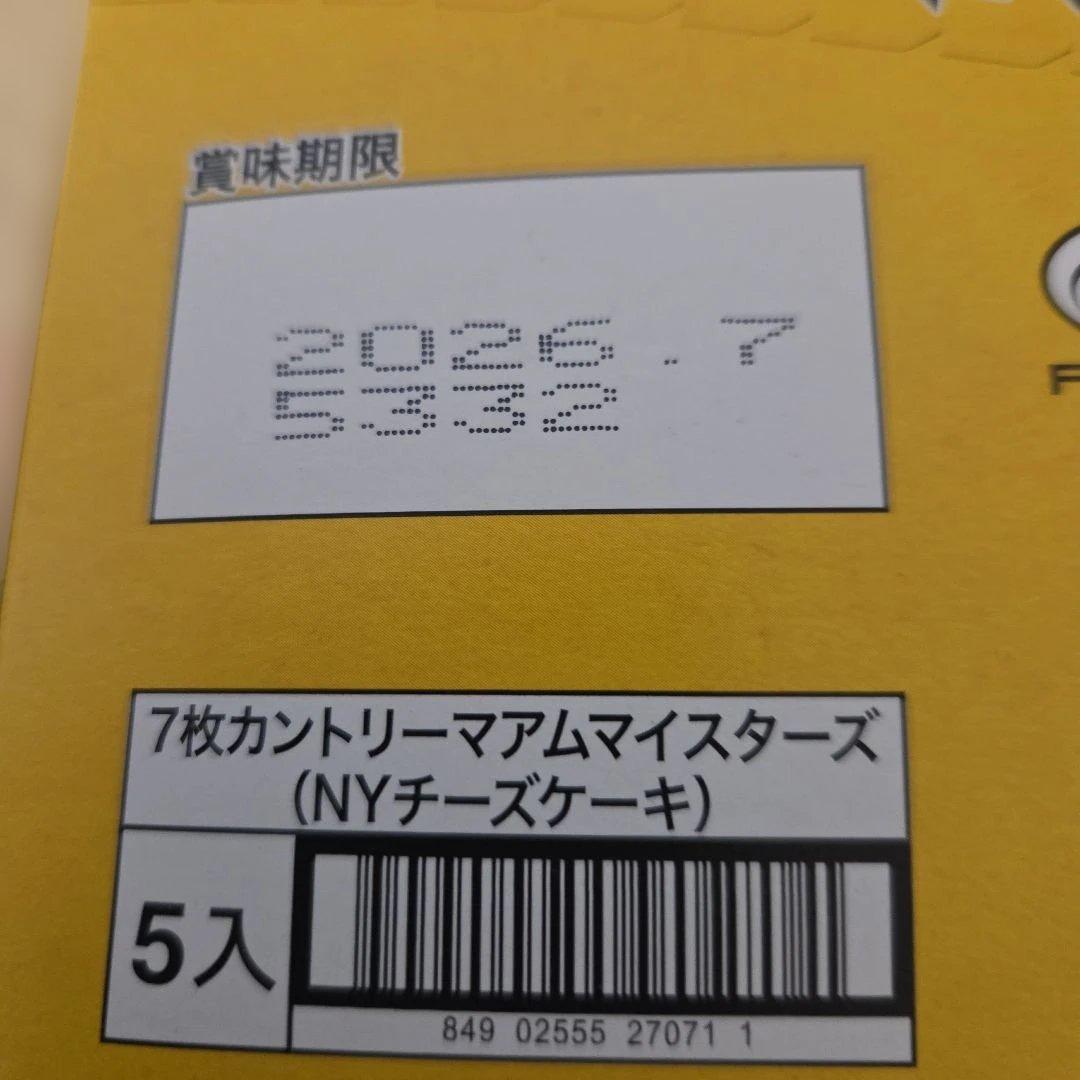 賞味期限
2026.7
5332
7枚カントリーマアムマイスターズ
(NYチーズケーキ)
5入
849 02555 27071 1